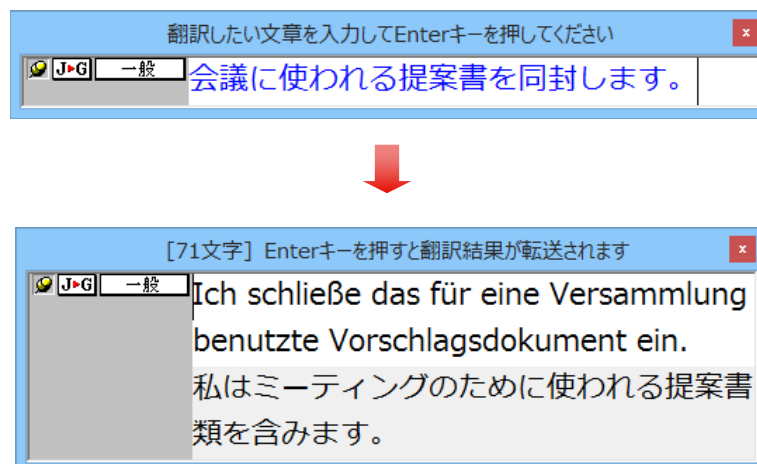 翻訳したい文章を入力してEnterキーを押してください
x
J▸G 一般 会議に使われる提案書を同封します。
[71文字] Enterキーを押すと翻訳結果が転送されます
x
J▸G 一般 Ich schließe das für eine Versammlung
benutzte Vorschlagsdokument ein.
私はミーティングのために使われる提案書
類を含みます。